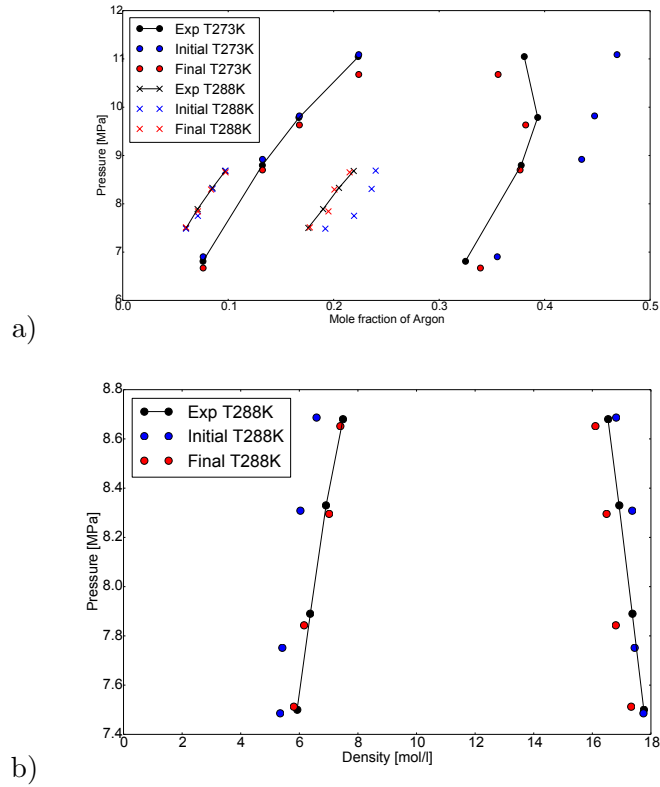 12
11
10
9
8
7
6
Pressure [MPa]
Exp T273K
Initial T273K
Final T273K
Exp T288K
Initial T288K
Final T288K
0.0 0.1 0.2 0.3 0.4 0.5
Mole fraction of Argon
a)
8.8
8.6
8.4
8.2
8.0
7.8
7.6
7.4
Pressure [MPa]
Exp T288K
Initial T288K
Final T288K
0 2 4 6 8 10 12 14 16 18
Density [mol/l]
b)